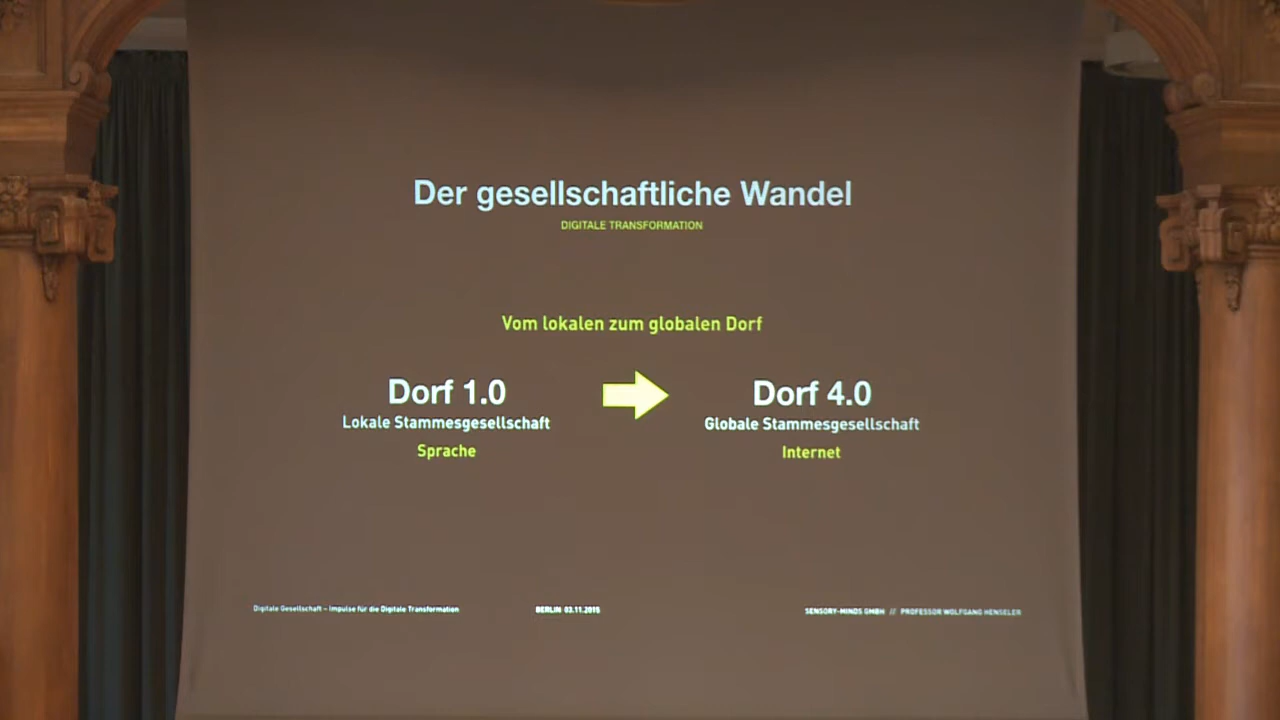 Der gesellschaftliche Wandel
DIGITALE TRANSFORMATION
Vom lokalen zum globalen Dorf
Dorf 1.0
Lokale Stammesgesellschaft
Sprache
Dorf 4.0
Globale Stammesgesellschaft
Internet
Digitale Gesellschaft – Impulse für die Digitale Transformation
BERLIN 03.11.2015
SENSORY-MINDS GMBH // PROFESSOR WOLFGANG HENSELER